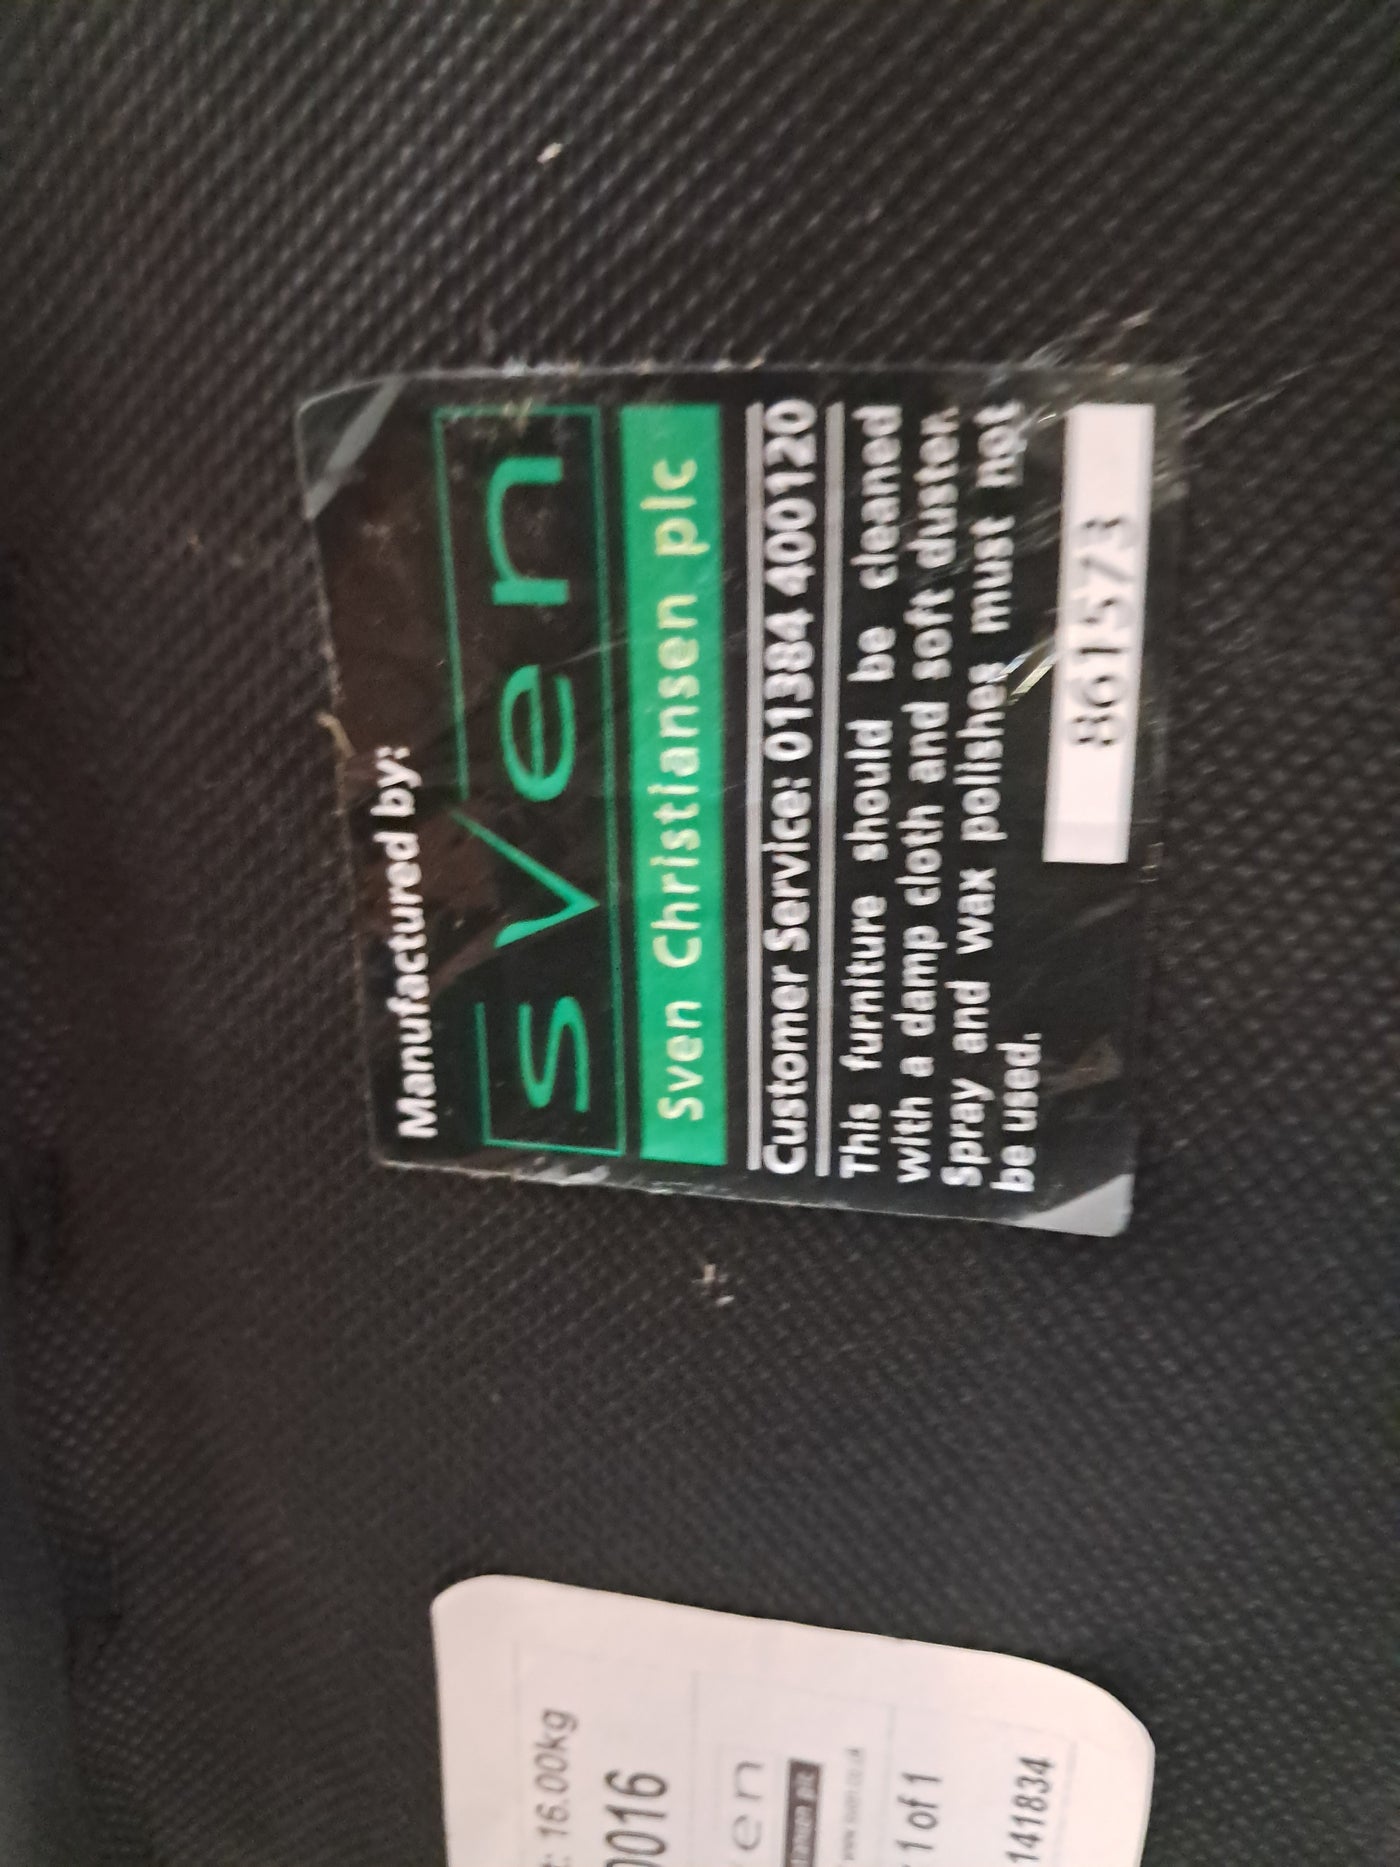 Manufactured by:
sven
Sven Christiansen plc
Customer Service: 01384 400120
This furniture should be cleaned
with a damp cloth and soft duster.
Spray and wax polishes must not
be used.
861573
: 16.00kg
0016
en
1 of 1
141834